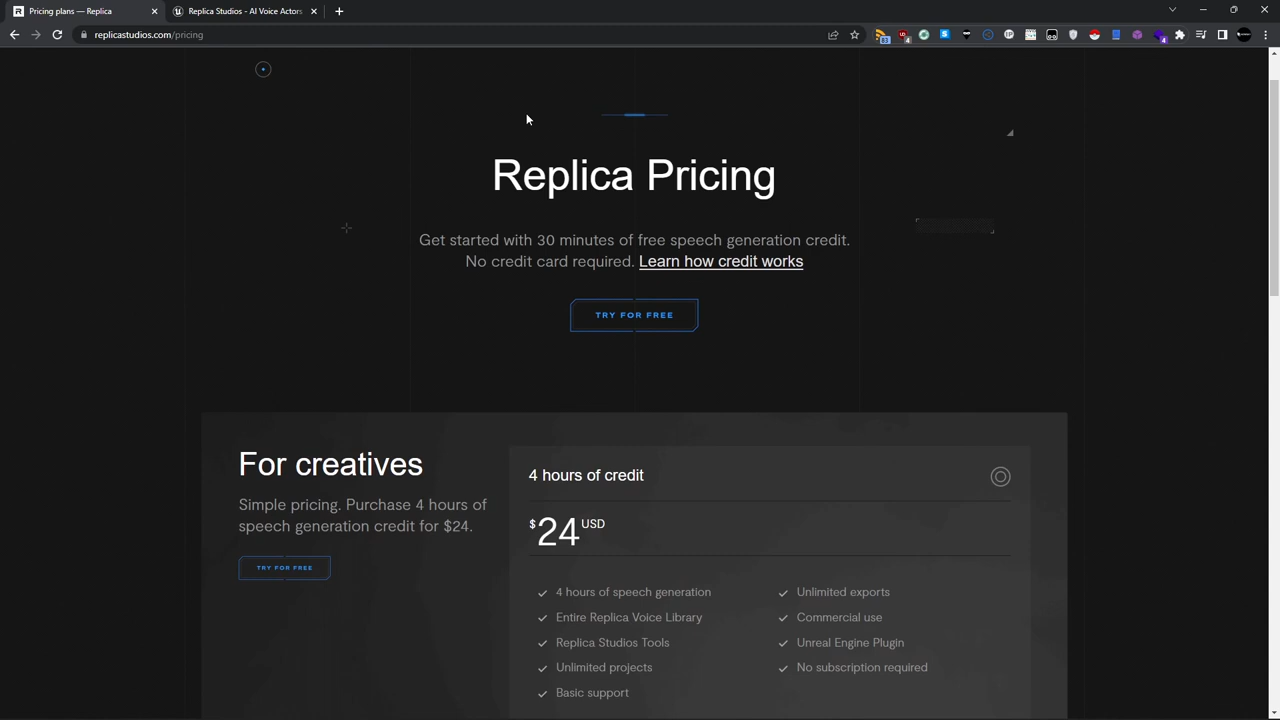 Pricing plans — Replica
Replica Studios - AI Voice Actors
replicastudios.com/pricing
83
4
4
Replica Pricing
Get started with 30 minutes of free speech generation credit.
No credit card required. Learn how credit works
TRY FOR FREE
For creatives
Simple pricing. Purchase 4 hours of
speech generation credit for $24.
TRY FOR FREE
4 hours of credit
$24 USD
4 hours of speech generation
Entire Replica Voice Library
Replica Studios Tools
Unlimited projects
Basic support
Unlimited exports
Commercial use
Unreal Engine Plugin
No subscription required